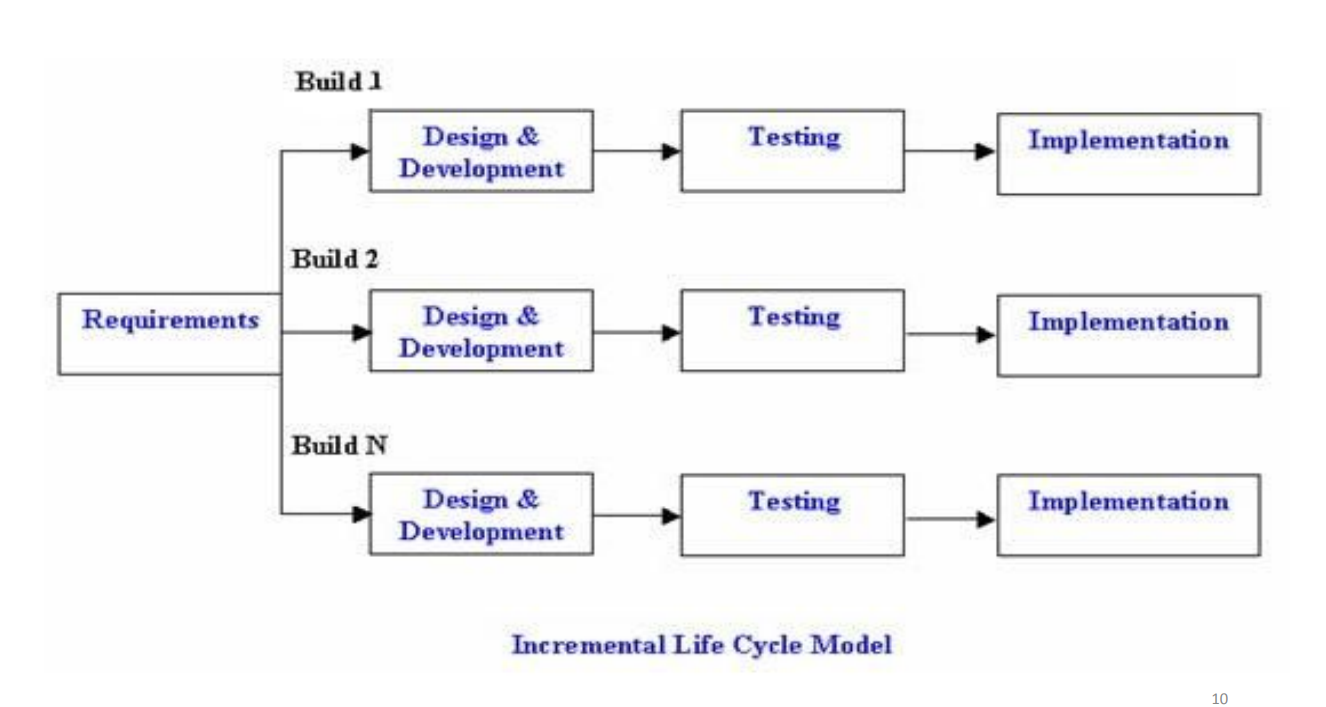 Build 1
Design &
Development
Testing
Implementation
Build 2
Requirements
Design &
Development
Testing
Implementation
Build N
Design &
Development
Testing
Implementation
Incremental Life Cycle Model
10